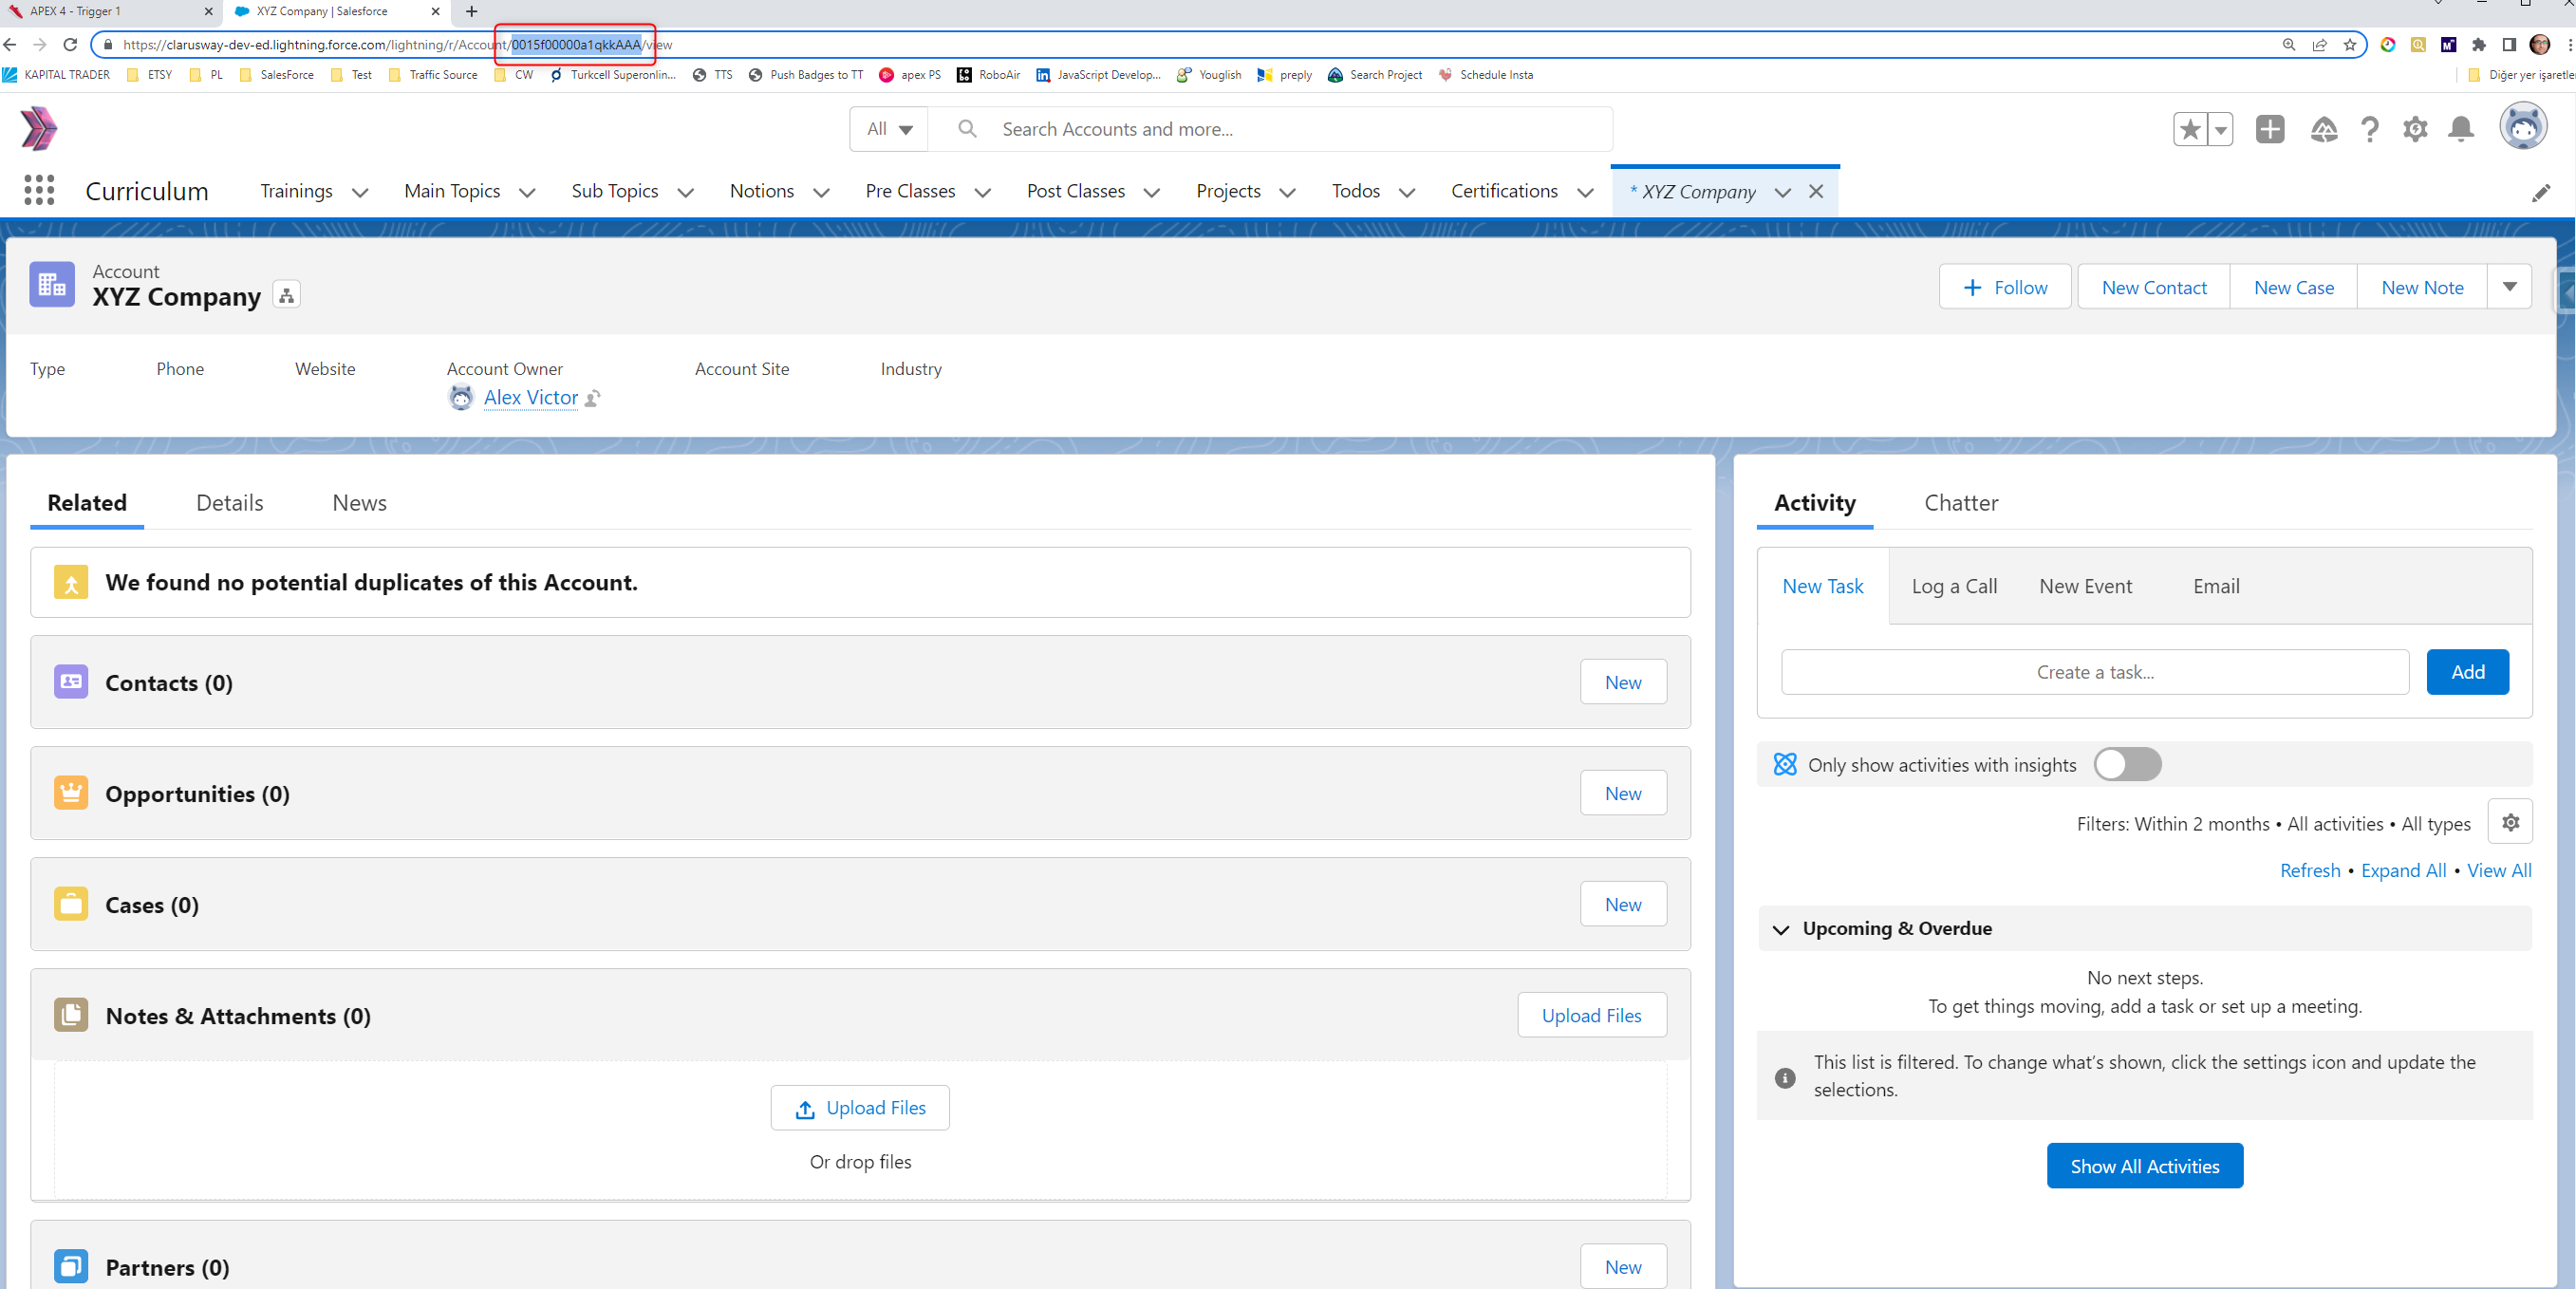 APEX 4 - Trigger 1
XYZ Company | Salesforce
https://clarusway-dev-ed.lightning.force.com/lightning/r/Account/0015f00000a1qkkAAA/view
KAPITAL TRADER ETSY PL SalesForce Test Traffic Source CW Turkcell Superonlin... TTS Push Badges to TT apex PS RoboAir JavaScript Develop... Youglish preply Search Project Schedule Insta Diğer yer işaretle
All Search Accounts and more...
Curriculum Trainings Main Topics Sub Topics Notions Pre Classes Post Classes Projects Todos Certifications * XYZ Company
Account
XYZ Company
+ Follow New Contact New Case New Note
Type Phone Website Account Owner Account Site Industry
Alex Victor
Related Details News
We found no potential duplicates of this Account.
Contacts (0) New
Opportunities (0) New
Cases (0) New
Notes & Attachments (0) Upload Files
Upload Files
Or drop files
Partners (0) New
Activity Chatter
New Task Log a Call New Event Email
Create a task... Add
Only show activities with insights
Filters: Within 2 months • All activities • All types
Refresh • Expand All • View All
Upcoming & Overdue
No next steps.
To get things moving, add a task or set up a meeting.
This list is filtered. To change what's shown, click the settings icon and update the
selections.
Show All Activities